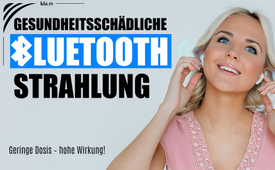 kla.tv
GESUNDHEITSSCHÄDLICHE
BLUETOOTH
STRAHLUNG
Geringe Dosis – hohe Wirkung!